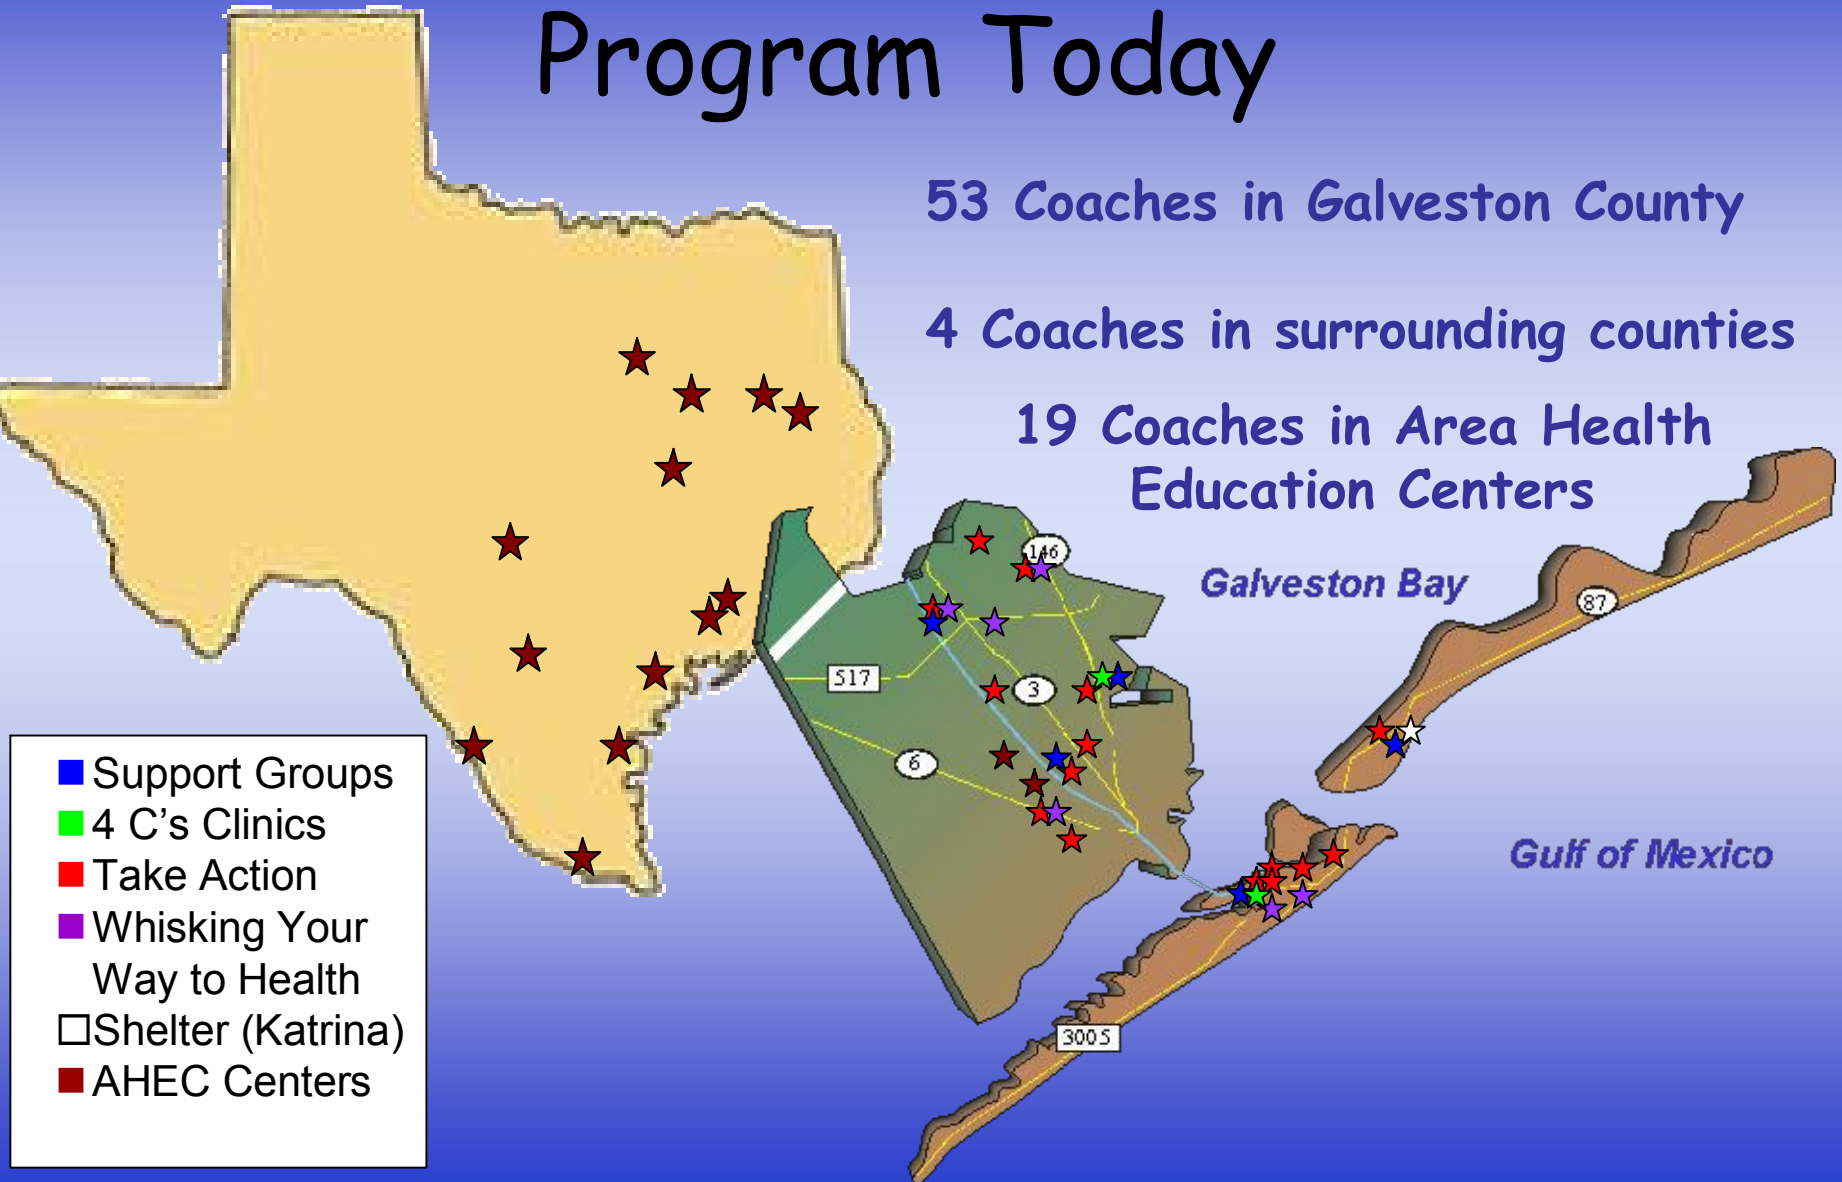 Program Today
53 Coaches in Galveston County
4 Coaches in surrounding counties
19 Coaches in Area Health
Education Centers
146
Galveston Bay
87
517
3
6
Gulf of Mexico
3005
Support Groups
4 C’s Clinics
Take Action
Whisking Your
Way to Health
Shelter (Katrina)
AHEC Centers